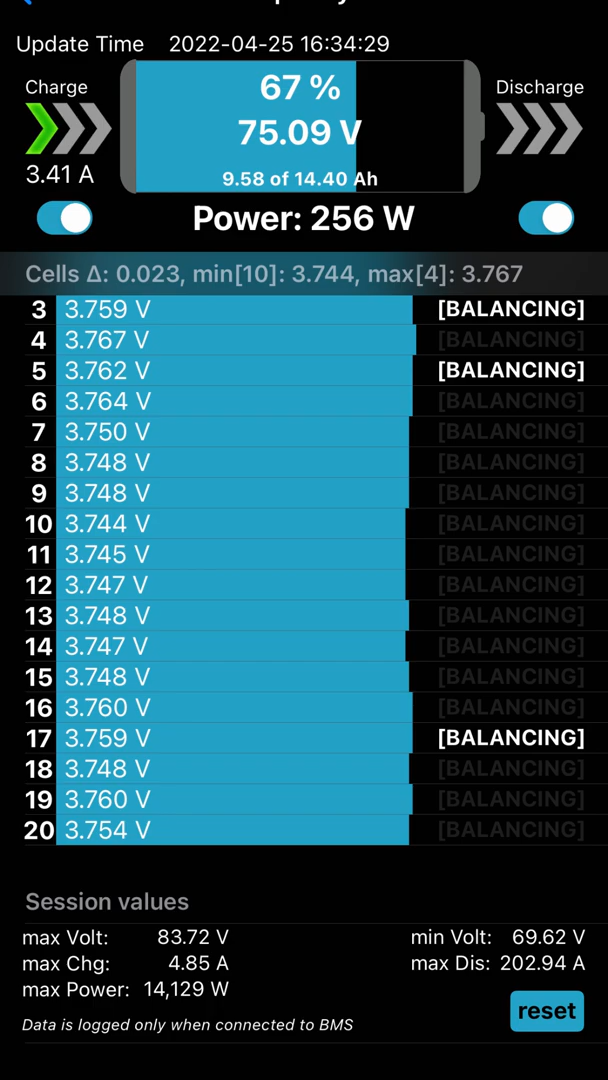 Update Time 2022-04-25 16:34:29
Charge
67 %
Discharge
75.09 V
3.41 A
9.58 of 14.40 Ah
Power: 256 W
Cells Δ: 0.023, min[10]: 3.744, max[4]: 3.767
3 3.759 V [BALANCING]
4 3.767 V [BALANCING]
5 3.762 V [BALANCING]
6 3.764 V [BALANCING]
7 3.750 V [BALANCING]
8 3.748 V [BALANCING]
9 3.748 V [BALANCING]
10 3.744 V [BALANCING]
11 3.745 V [BALANCING]
12 3.747 V [BALANCING]
13 3.748 V [BALANCING]
14 3.747 V [BALANCING]
15 3.748 V [BALANCING]
16 3.760 V [BALANCING]
17 3.759 V [BALANCING]
18 3.748 V [BALANCING]
19 3.760 V [BALANCING]
20 3.754 V [BALANCING]
Session values
max Volt: 83.72 V min Volt: 69.62 V
max Chg: 4.85 A max Dis: 202.94 A
max Power: 14,129 W
reset
Data is logged only when connected to BMS